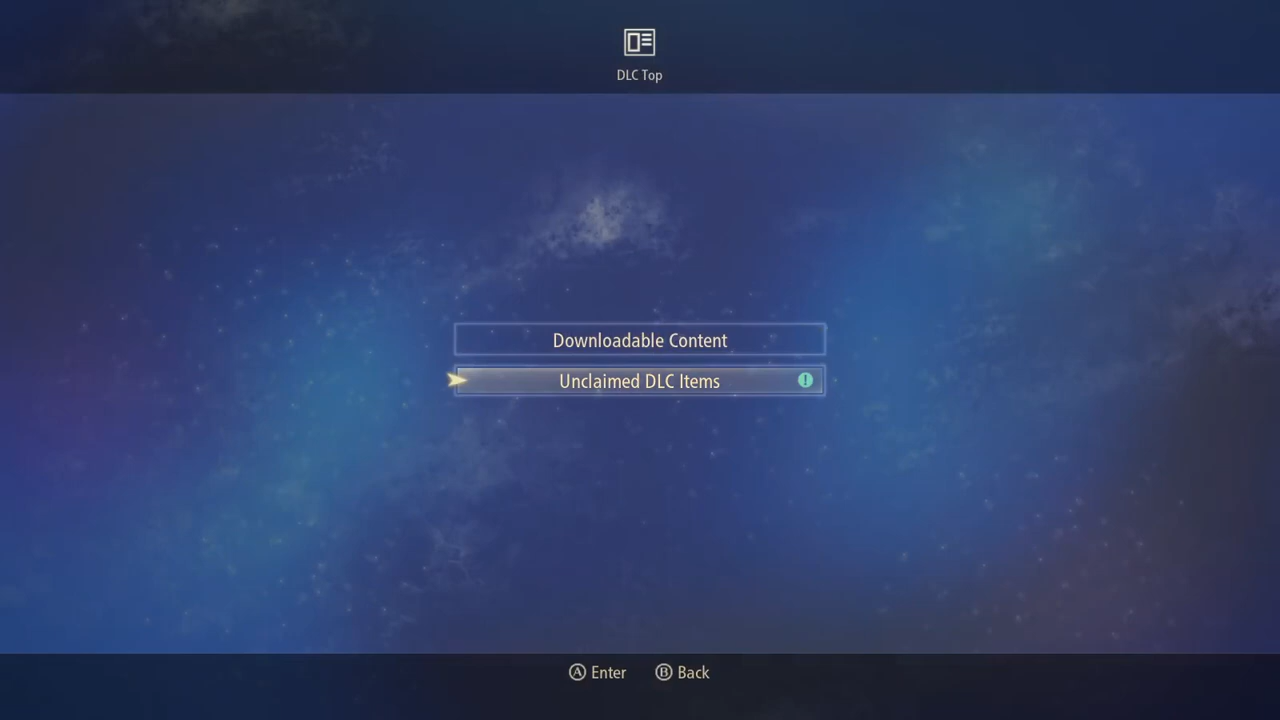 DLC Top
Downloadable Content
Unclaimed DLC Items !
A Enter B Back